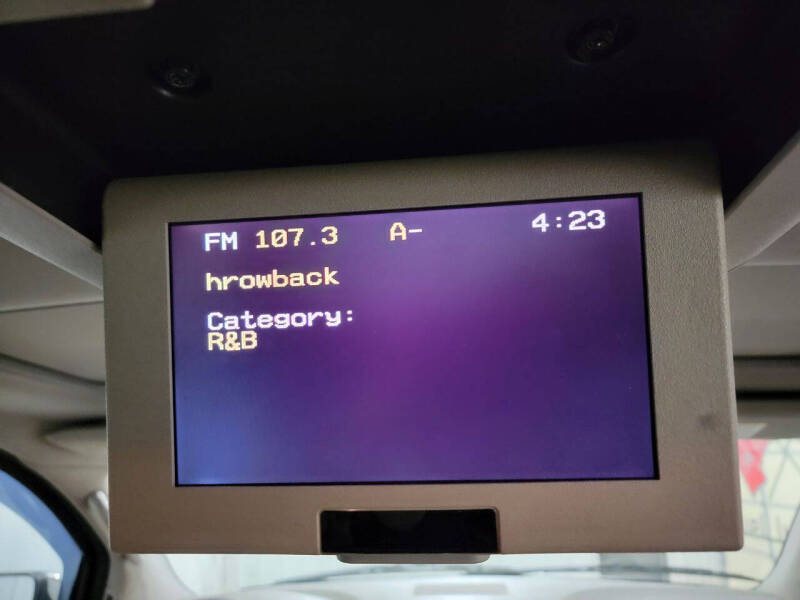 FM 107.3 A- 4:23
hrowback
Category:
R&B